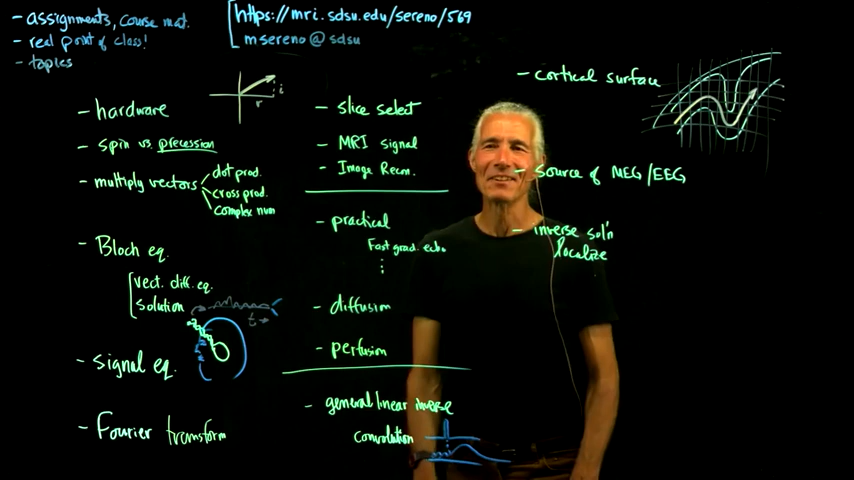 - assignments, course mat.
- real point of class!
- topics
https://mri.sdsu.edu/sereno/569
msereno@sdsu
- hardware
r
i
- spin vs. precession
- multiply vectors
dot prod.
cross prod.
complex num
- Bloch eq.
vect. diff. eq.
solution
t →
- signal eq.
- Fourier transform
- slice select
- MRI signal
- Image Recon.
- practical
Fast grad. echo
⋮
- diffusion
- perfusion
- general linear inverse
convolution
- cortical surface
- source of MEG/EEG
- inverse sol'n
localize